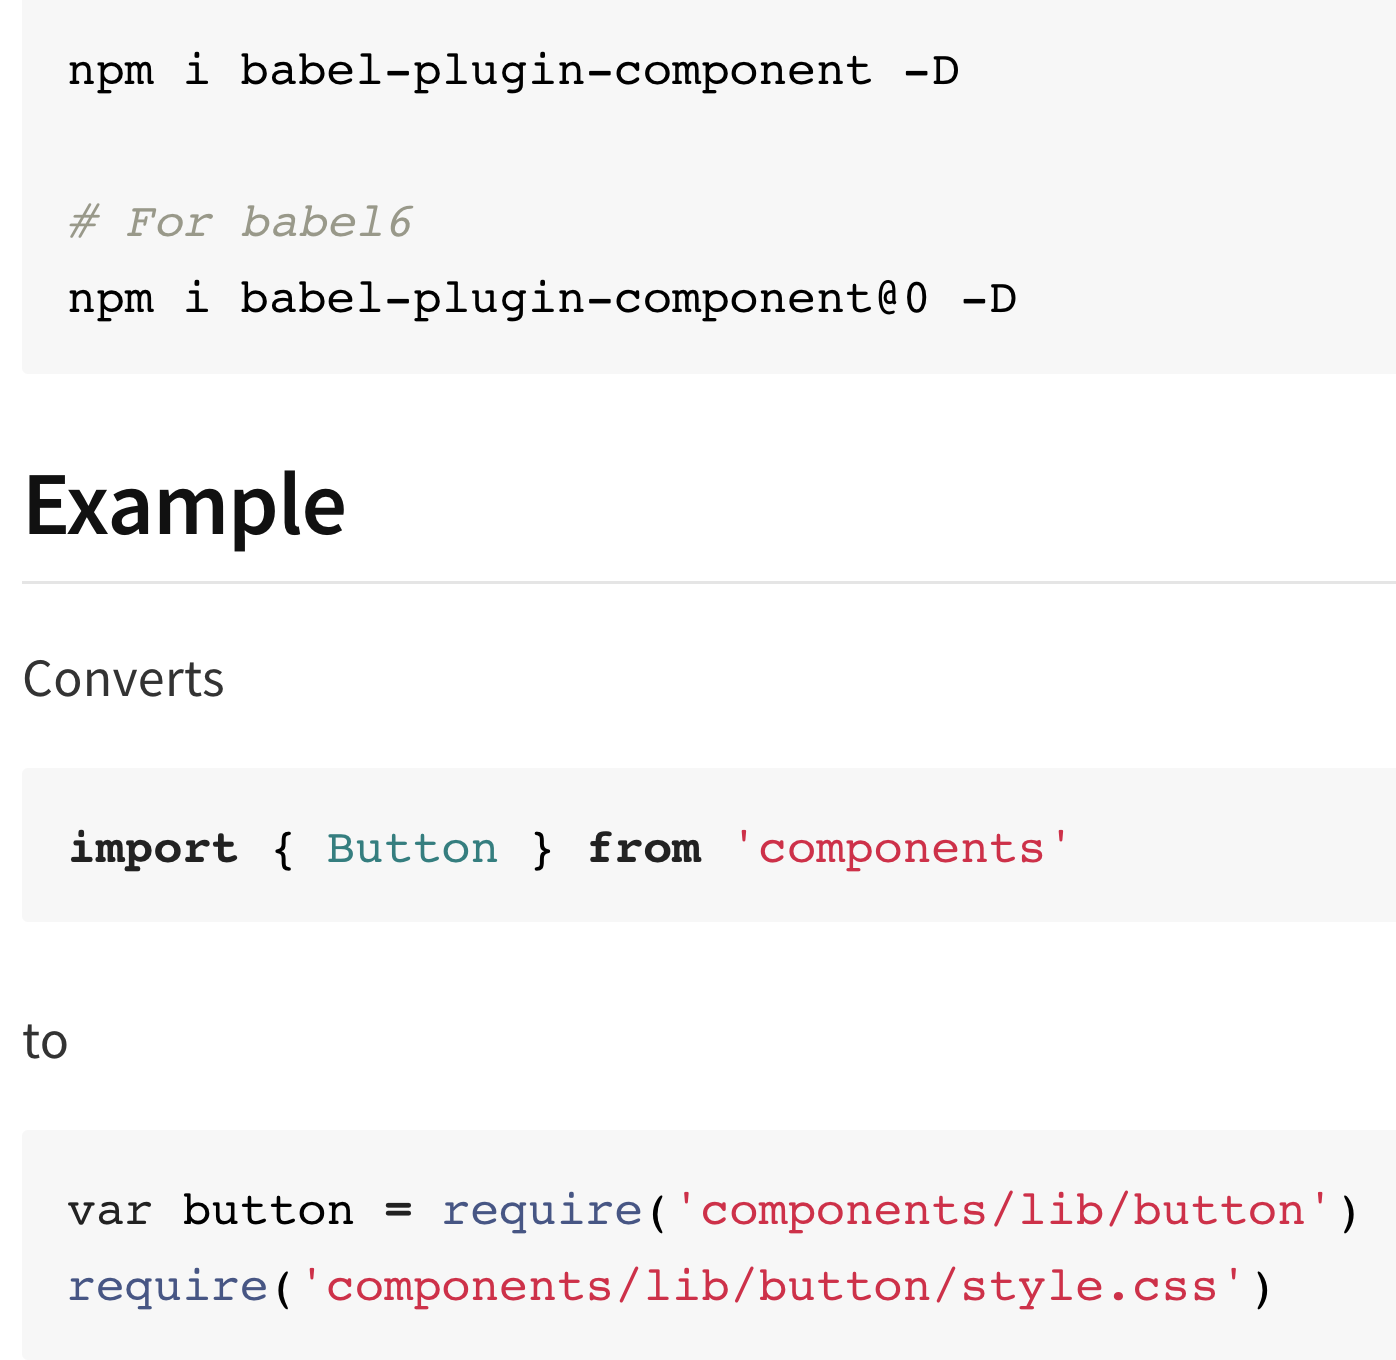 npm i babel-plugin-component -D
# For babel6
npm i babel-plugin-component@0 -D
Example
Converts
import { Button } from 'components'
to
var button = require('components/lib/button')
require('components/lib/button/style.css')